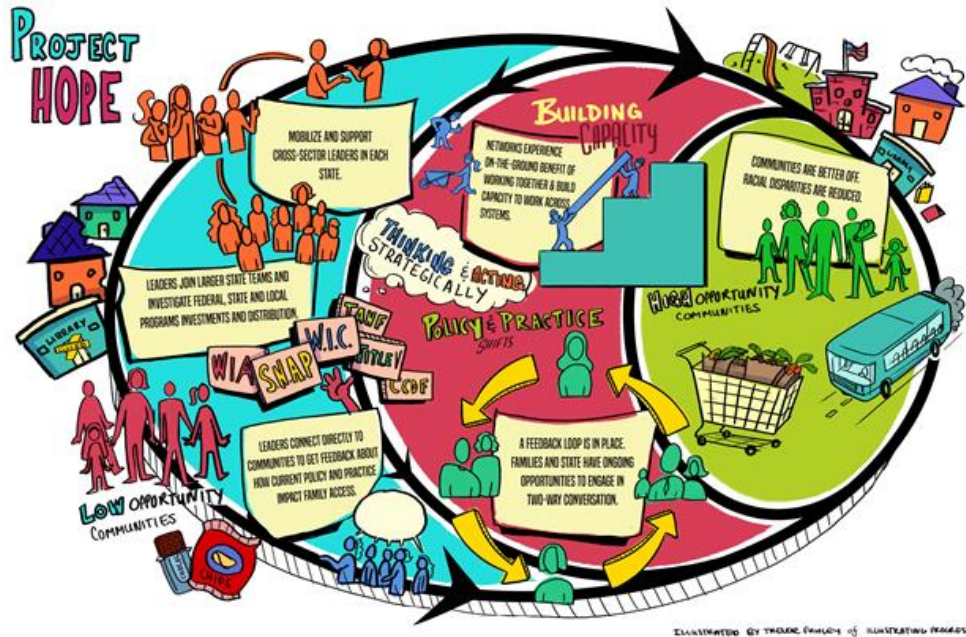 PROJECT
HOPE
MOBILIZE AND SUPPORT
CROSS-SECTOR LEADERS IN EACH
STATE.
LEADERS JOIN LARGER STATE TEAMS AND
INVESTIGATE FEDERAL, STATE AND LOCAL
PROGRAMS INVESTMENTS AND DISTRIBUTION.
WIA
SNAP
W.I.C.
TANF
TITLE V
CCDF
LEADERS CONNECT DIRECTLY TO
COMMUNITIES TO GET FEEDBACK ABOUT
HOW CURRENT POLICY AND PRACTICE
IMPACT FAMILY ACCESS.
LIBRARY
LOW OPPORTUNITY
COMMUNITIES
CHIPS
BUILDING
CAPACITY
NETWORKS EXPERIENCE
ON-THE-GROUND BENEFIT OF
WORKING TOGETHER & BUILD
CAPACITY TO WORK ACROSS
SYSTEMS.
THINKING & ACTING
STRATEGICALLY
POLICY & PRACTICE
SHIFTS
A FEEDBACK LOOP IS IN PLACE.
FAMILIES AND STATE HAVE ONGOING
OPPORTUNITIES TO ENGAGE IN
TWO-WAY CONVERSATION.
COMMUNITIES ARE BETTER OFF.
RACIAL DISPARITIES ARE REDUCED.
HIGH OPPORTUNITY
COMMUNITIES
LIBRARY
ILLUSTRATED BY of ILLUSTRATING PROGRESS